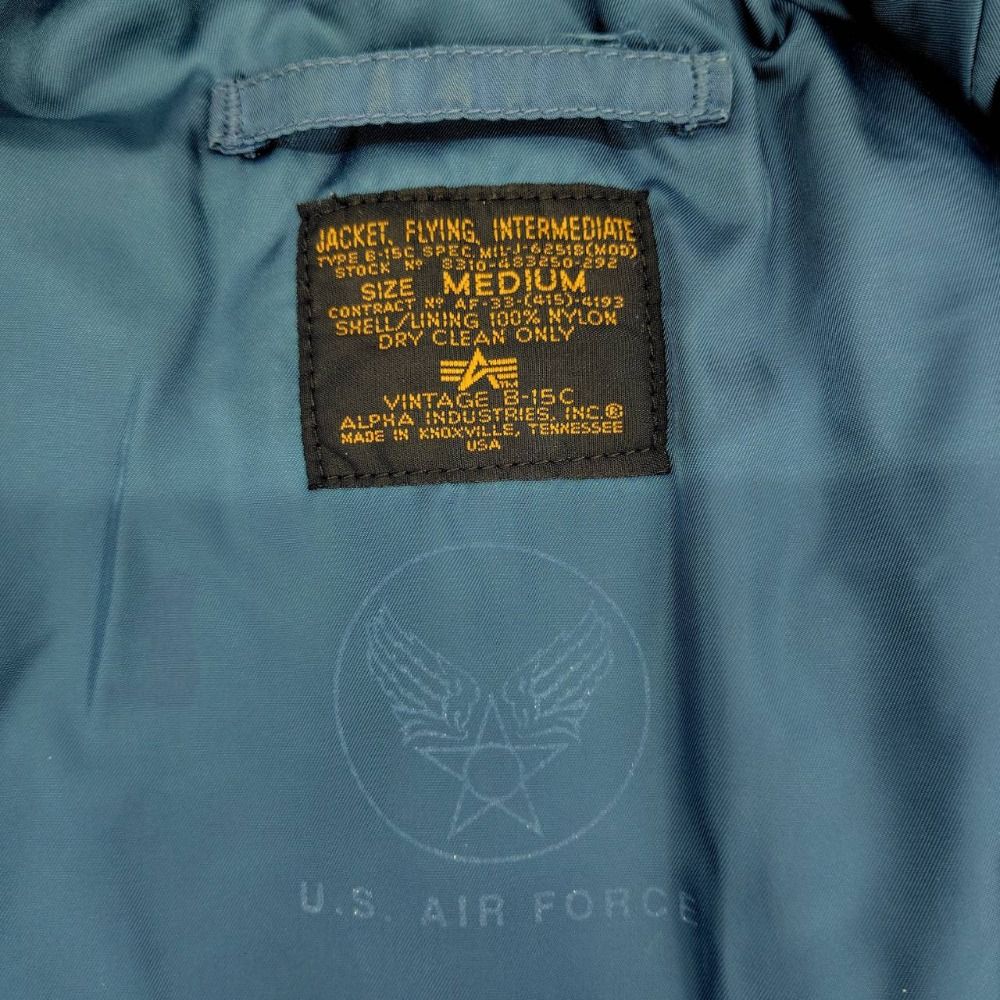 JACKET, FLYING, INTERMEDIATE
TYPE B-15C SPEC. MIL-J-6251B(MOD)
STOCK Nº 8310-483250-292
SIZE MEDIUM
CONTRACT Nº AF-33-(415)-4193
SHELL/LINING 100% NYLON
DRY CLEAN ONLY
A TM
VINTAGE B-15C
ALPHA INDUSTRIES, INC.®
MADE IN KNOXVILLE, TENNESSEE
USA
U.S. AIR FORCE